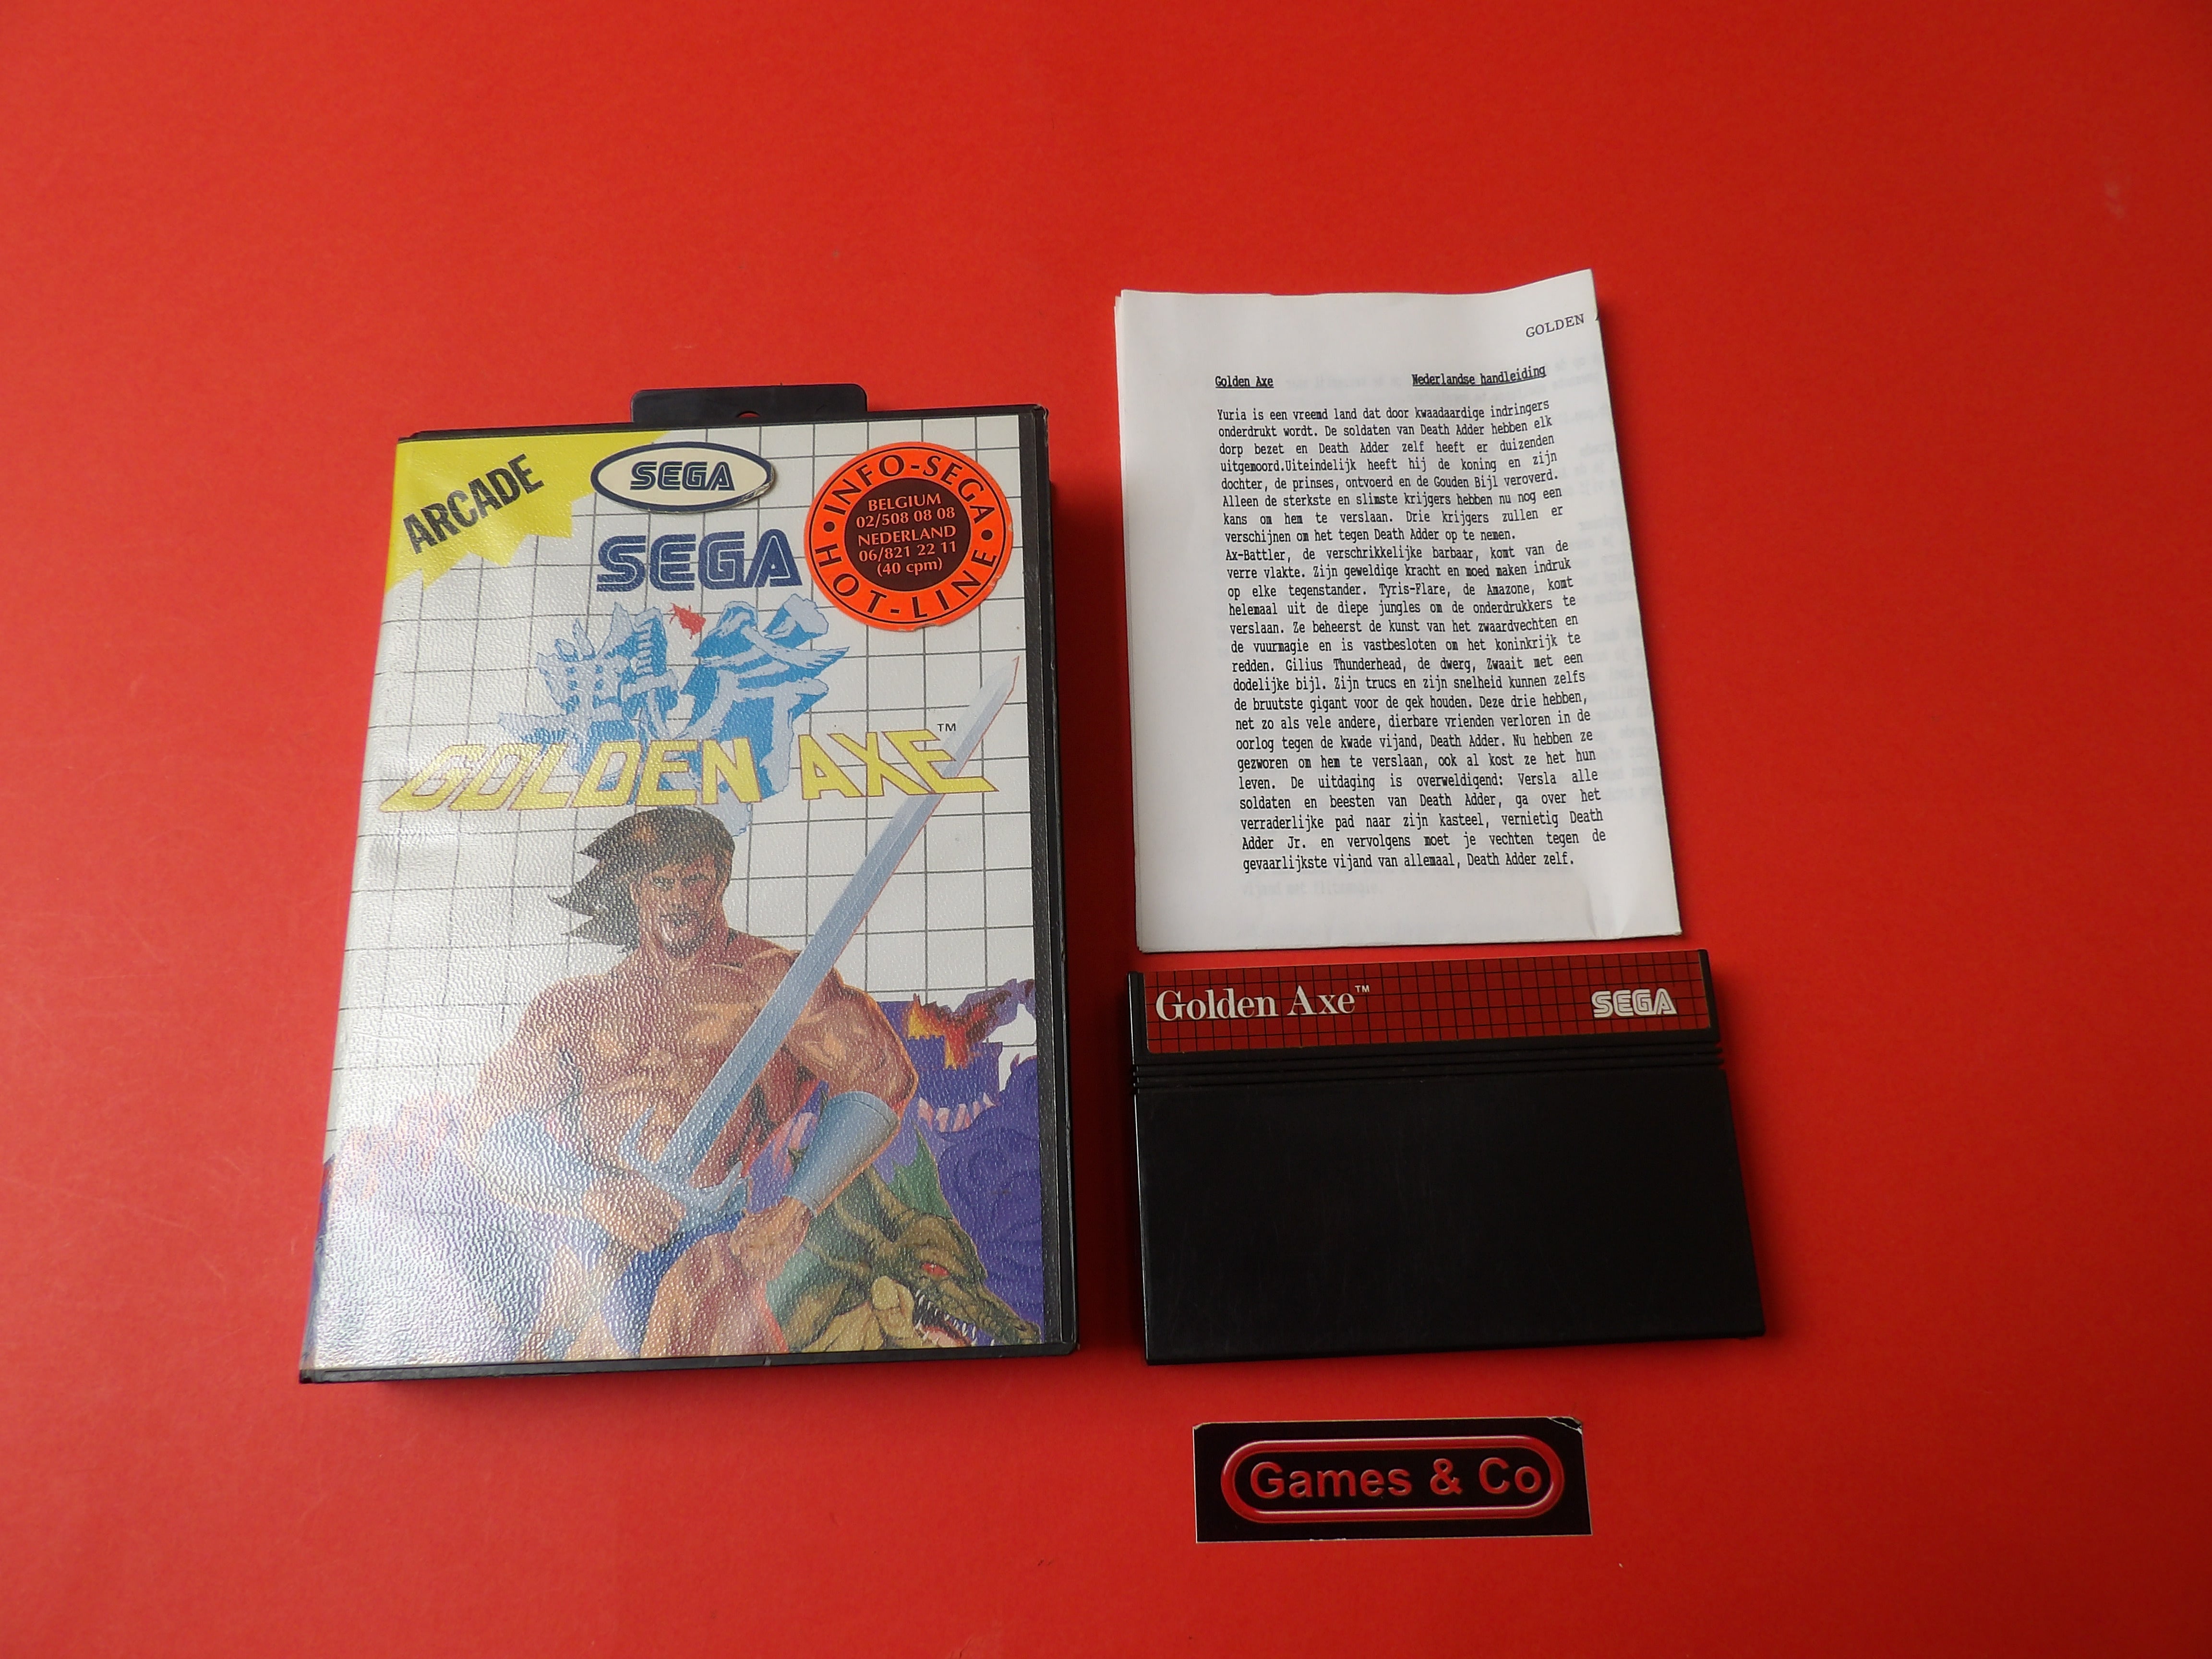 ARCADE
SEGA
SEGA
INFO-SEGA
BELGIUM
02/508 08 08
NEDERLAND
06/821 22 11
(40 cpm)
HOT-LINE
GOLDEN AXE™
GOLDEN
Golden Axe Nederlandse handleiding
Yuria is een vreemd land dat door kwaadaardige indringers
onderdrukt wordt. De soldaten van Death Adder hebben elk
dorp bezet en Death Adder zelf heeft er duizenden
uitgemoord.Uiteindelijk heeft hij de koning en zijn
dochter, de prinses, ontvoerd en de Gouden Bijl veroverd.
Alleen de sterkste en slimste krijgers hebben nu nog een
kans om hem te verslaan. Drie krijgers zullen er
verschijnen om het tegen Death Adder op te nemen.
Ax-Battler, de verschrikkelijke barbaar, komt van de
verre vlakte. Zijn geweldige kracht en moed maken indruk
op elke tegenstander. Tyris-Flare, de Amazone, komt
helemaal uit de diepe jungles om de onderdrukkers te
verslaan. Ze beheerst de kunst van het zwaardvechten en
de vuurmagie en is vastbesloten om het koninkrijk te
redden. Gilius Thunderhead, de dwerg, Zwaait met een
dodelijke bijl. Zijn trucs en zijn snelheid kunnen zelfs
de bruutste gigant voor de gek houden. Deze drie hebben,
net zo als vele andere, dierbare vrienden verloren in de
oorlog tegen de kwade vijand, Death Adder. Nu hebben ze
gezworen om hem te verslaan, ook al kost ze het hun
leven. De uitdaging is overweldigend: Versla alle
soldaten en beesten van Death Adder, ga over het
verraderlijke pad naar zijn kasteel, vernietig Death
Adder Jr. en vervolgens moet je vechten tegen de
gevaarlijkste vijand van allemaal, Death Adder zelf.
Golden Axe™ SEGA
Games & Co